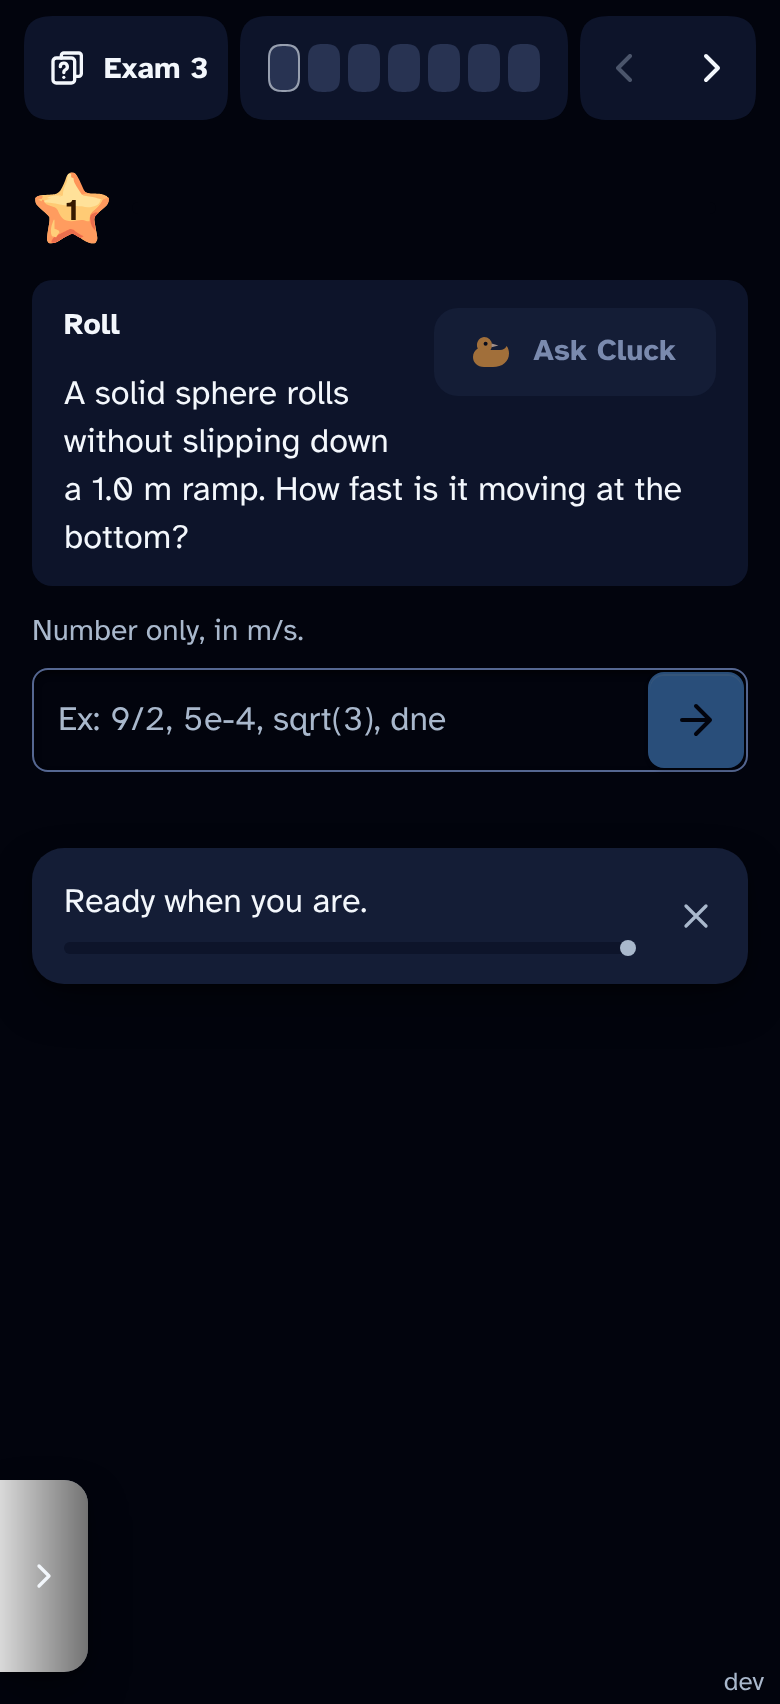 Exam 3
1
Roll
Ask Cluck
A solid sphere rolls
without slipping down
a 1.0 m ramp. How fast is it moving at the
bottom?
Number only, in m/s.
Ex: 9/2, 5e-4, sqrt(3), dne
Ready when you are.
dev